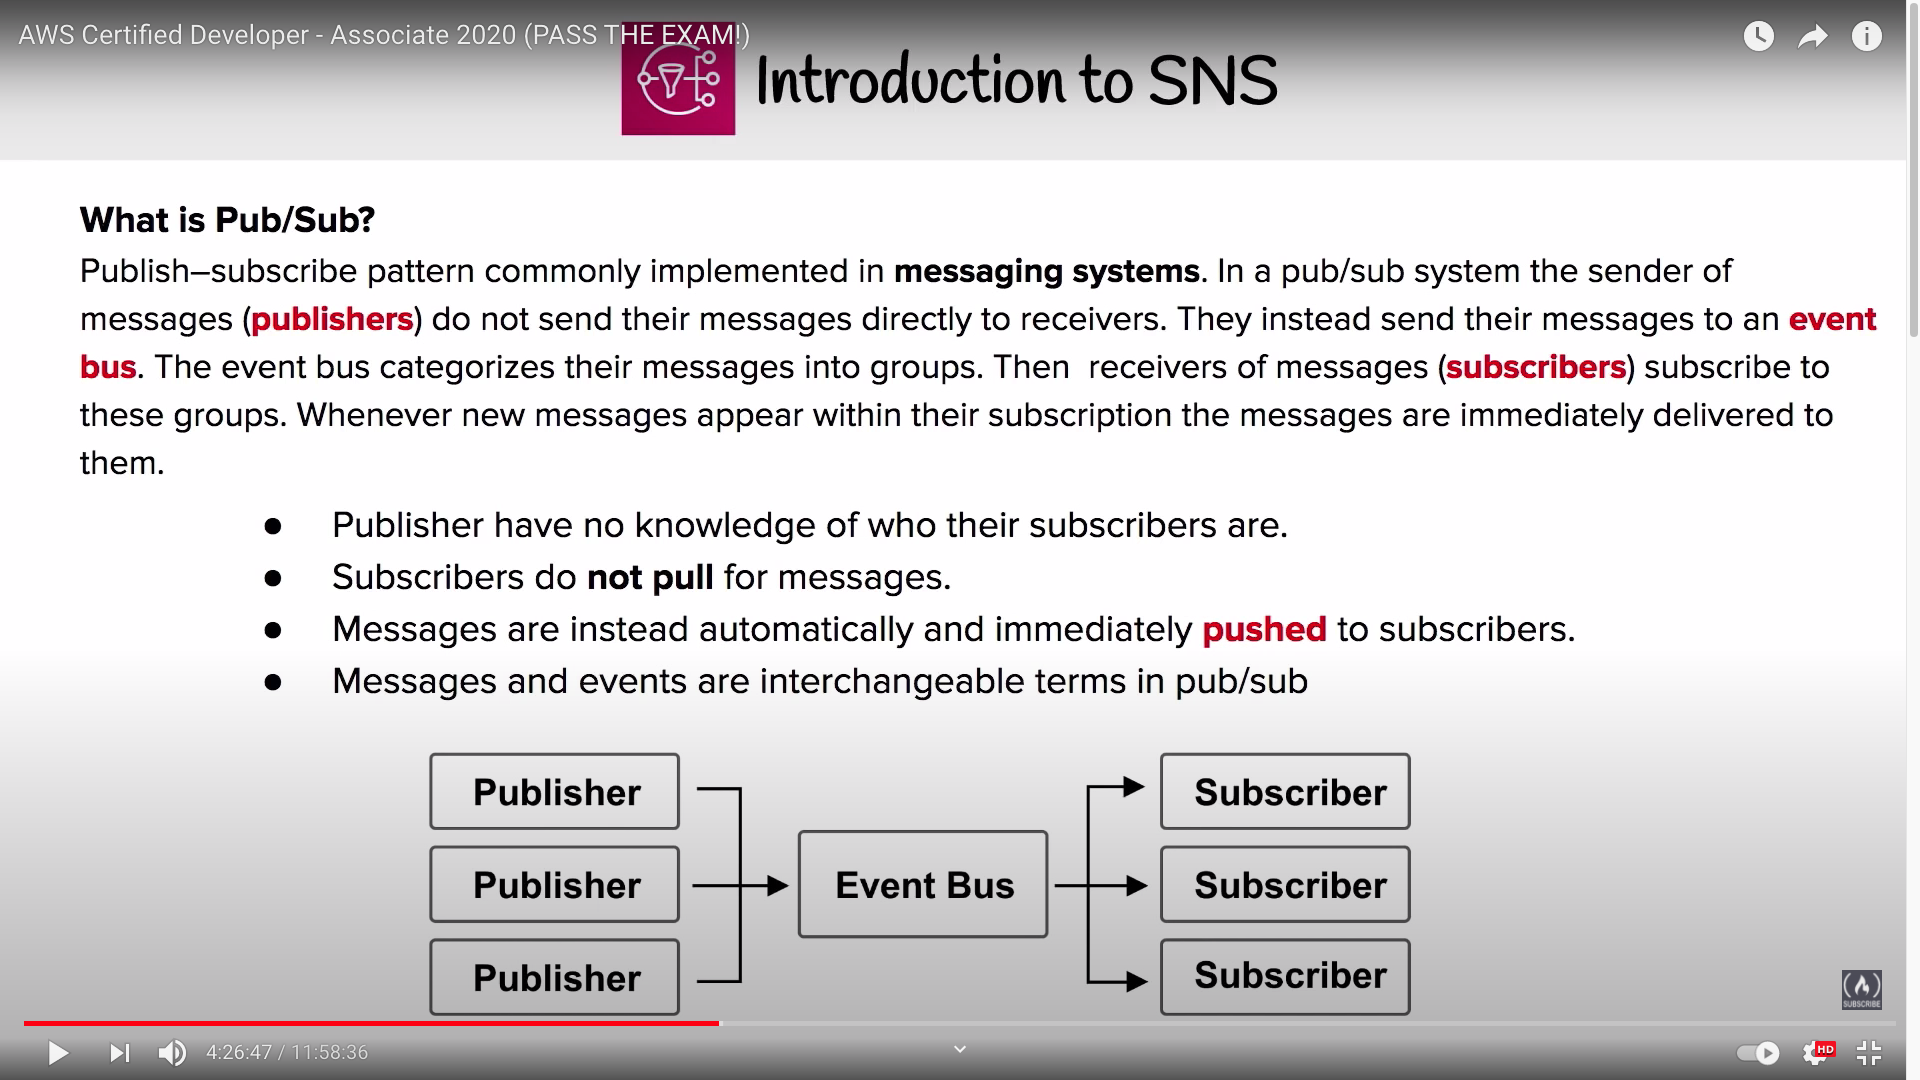 AWS Certified Developer - Associate 2020 (PASS THE EXAM!)
Introduction to SNS
What is Pub/Sub?
Publish–subscribe pattern commonly implemented in messaging systems. In a pub/sub system the sender of
messages (publishers) do not send their messages directly to receivers. They instead send their messages to an event
bus. The event bus categorizes their messages into groups. Then  receivers of messages (subscribers) subscribe to
these groups. Whenever new messages appear within their subscription the messages are immediately delivered to
them.
● Publisher have no knowledge of who their subscribers are.
● Subscribers do not pull for messages.
● Messages are instead automatically and immediately pushed to subscribers.
● Messages and events are interchangeable terms in pub/sub
Publisher
Publisher
Publisher
Event Bus
Subscriber
Subscriber
Subscriber
SUBSCRIBE
4:26:47 / 11:58:36
HD